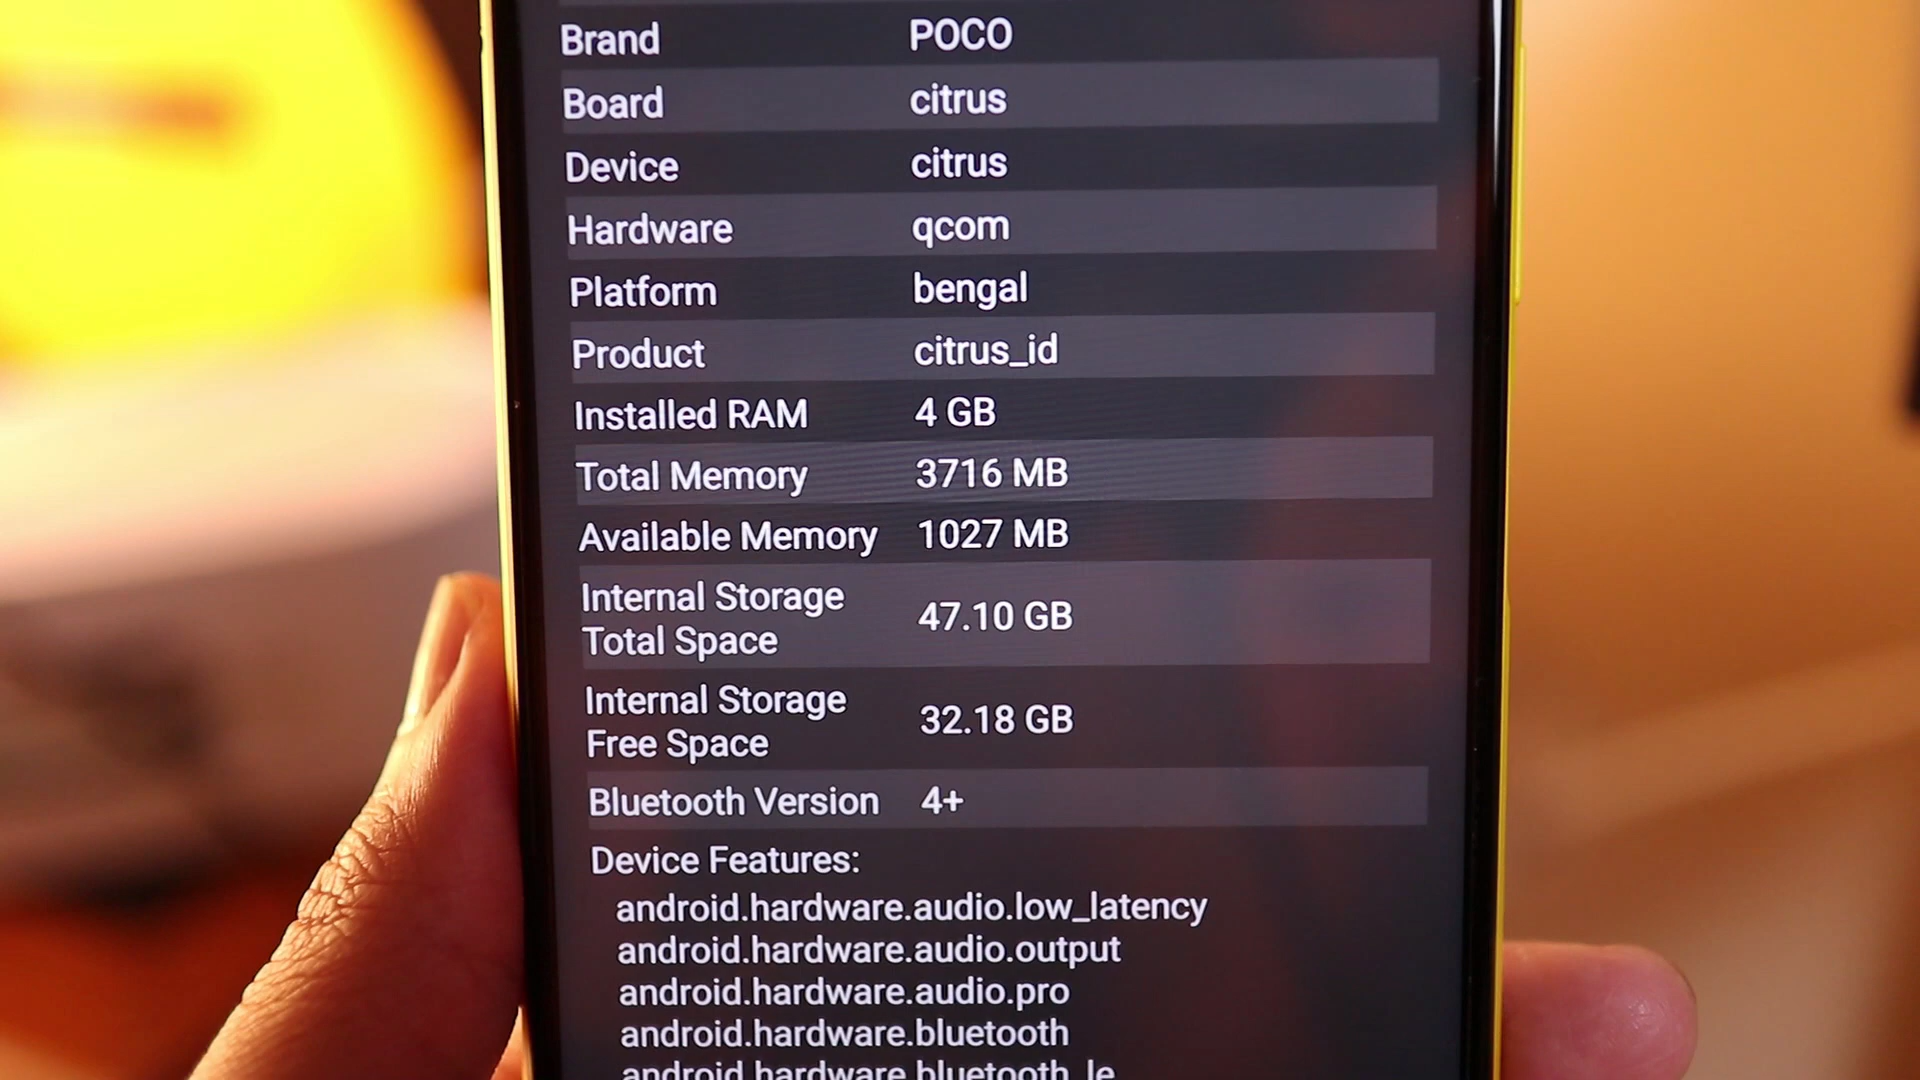 Brand POCO
Board citrus
Device citrus
Hardware qcom
Platform bengal
Product citrus_id
Installed RAM 4 GB
Total Memory 3716 MB
Available Memory 1027 MB
Internal Storage
Total Space 47.10 GB
Internal Storage
Free Space 32.18 GB
Bluetooth Version 4+
Device Features:
android.hardware.audio.low_latency
android.hardware.audio.output
android.hardware.audio.pro
android.hardware.bluetooth
android.hardware.bluetooth_le